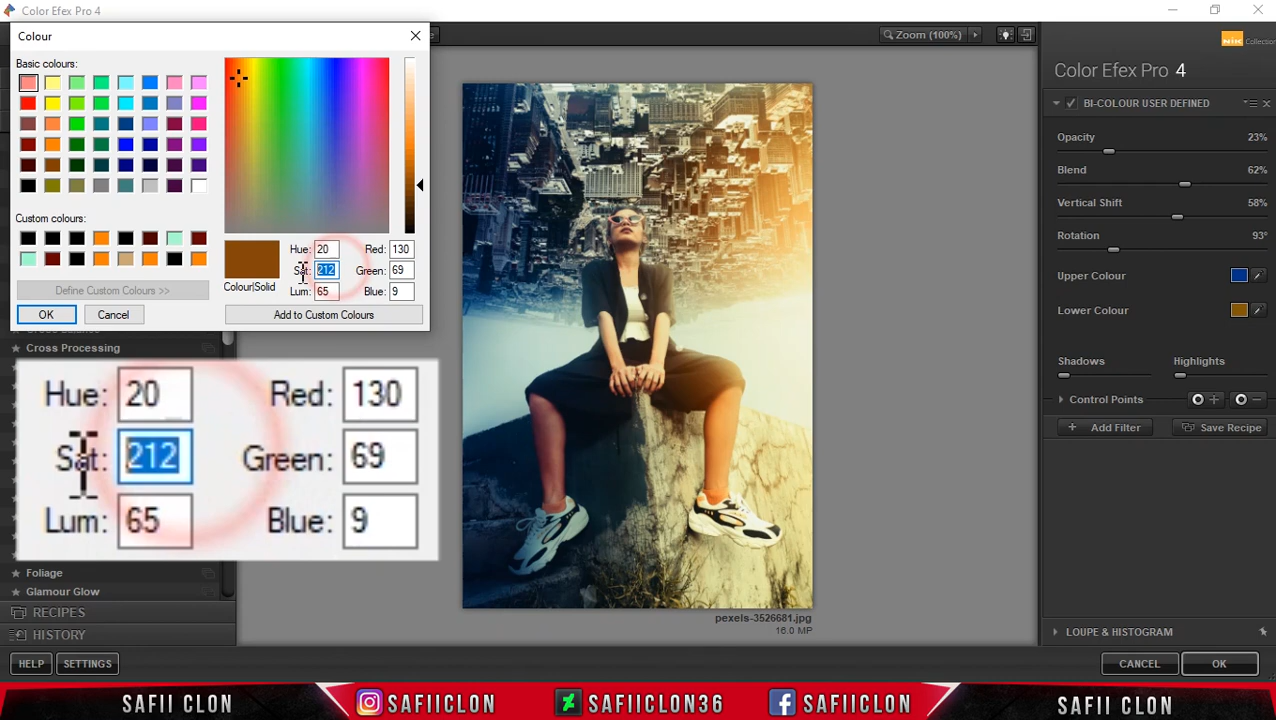 Color Efex Pro 4
Colour
Basic colours:
Custom colours:
Define Custom Colours >>
OK
Cancel
Hue: 20
Sat: 212
Lum: 65
Red: 130
Green: 69
Blue: 9
Colour|Solid
Add to Custom Colours
Cross Processing
Hue: 20
Sat: 212
Lum: 65
Red: 130
Green: 69
Blue: 9
Foliage
Glamour Glow
RECIPES
HISTORY
HELP
SETTINGS
Zoom (100%)
pexels-3526681.jpg
16.0 MP
Nik Collection
Color Efex Pro 4
BI-COLOUR USER DEFINED
Opacity 23%
Blend 62%
Vertical Shift 58%
Rotation 93°
Upper Colour
Lower Colour
Shadows
Highlights
Control Points
+ Add Filter
Save Recipe
LOUPE & HISTOGRAM
CANCEL
OK
SAFII CLON
SAFIICLON
SAFIICLON36
SAFIICLON
SAFII CLON